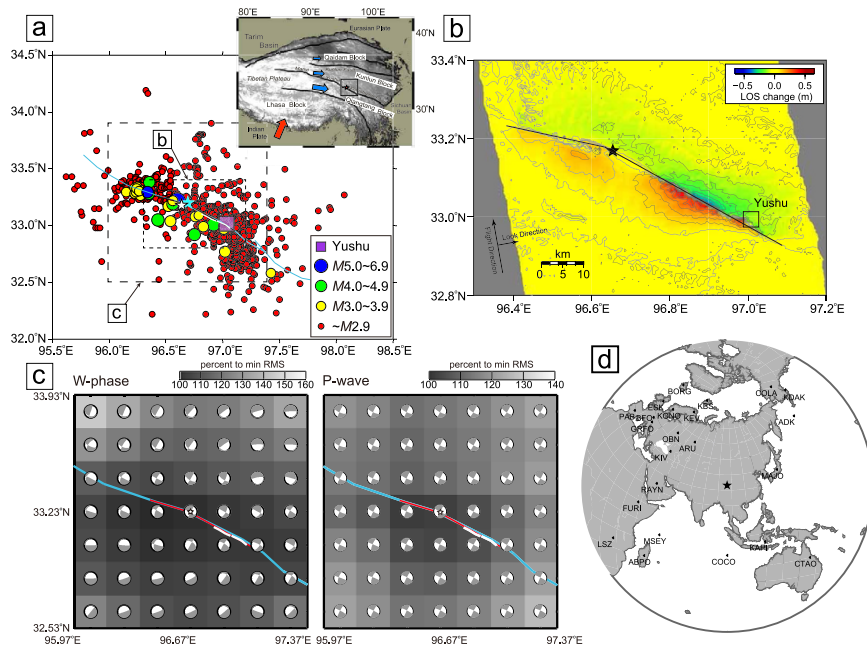 a
80˚E 90˚ 100˚
40˚N
30˚N
Tarim
Basin
Eurasian Plate
Qaidam Block
Kunlun Block
Tibetan Plateau
Qiangtang Block
Lhasa Block
Indian
Plate
34.5˚N
34.0˚N
33.5˚N
33.0˚N
32.5˚N
32.0˚N
b
c
Yushu
M5.0~6.9
M4.0~4.9
M3.0~3.9
~M2.9
95.5˚E 96.0˚E 96.5˚E 97.0˚E 97.5˚E 98.0˚E 98.5˚E
b
33.4˚N
33.2˚N
33.0˚N
32.8˚N
−0.5 0.0 0.5
LOS change (m)
Yushu
Flight Direction
Look Direction
km
0 5 10
96.4˚E 96.6˚E 96.8˚E 97.0˚E 97.2˚E
c
W-phase
percent to min RMS
100 110 120 130 140 150 160
P-wave
percent to min RMS
100 110 120 130 140
33.93˚N
33.23˚N
32.53˚N
95.97˚E 96.67˚E 97.37˚E
95.97˚E 96.67˚E 97.37˚E
d
BORG
COLA
KDAK
ESK
KBS
ADK
PAB
BFO
KONO
KEV
GRFO
OBN
ARU
KIV
MAJO
RAYN
FURI
LSZ
MSEY
KAPI
ABPO
COCO
CTAO